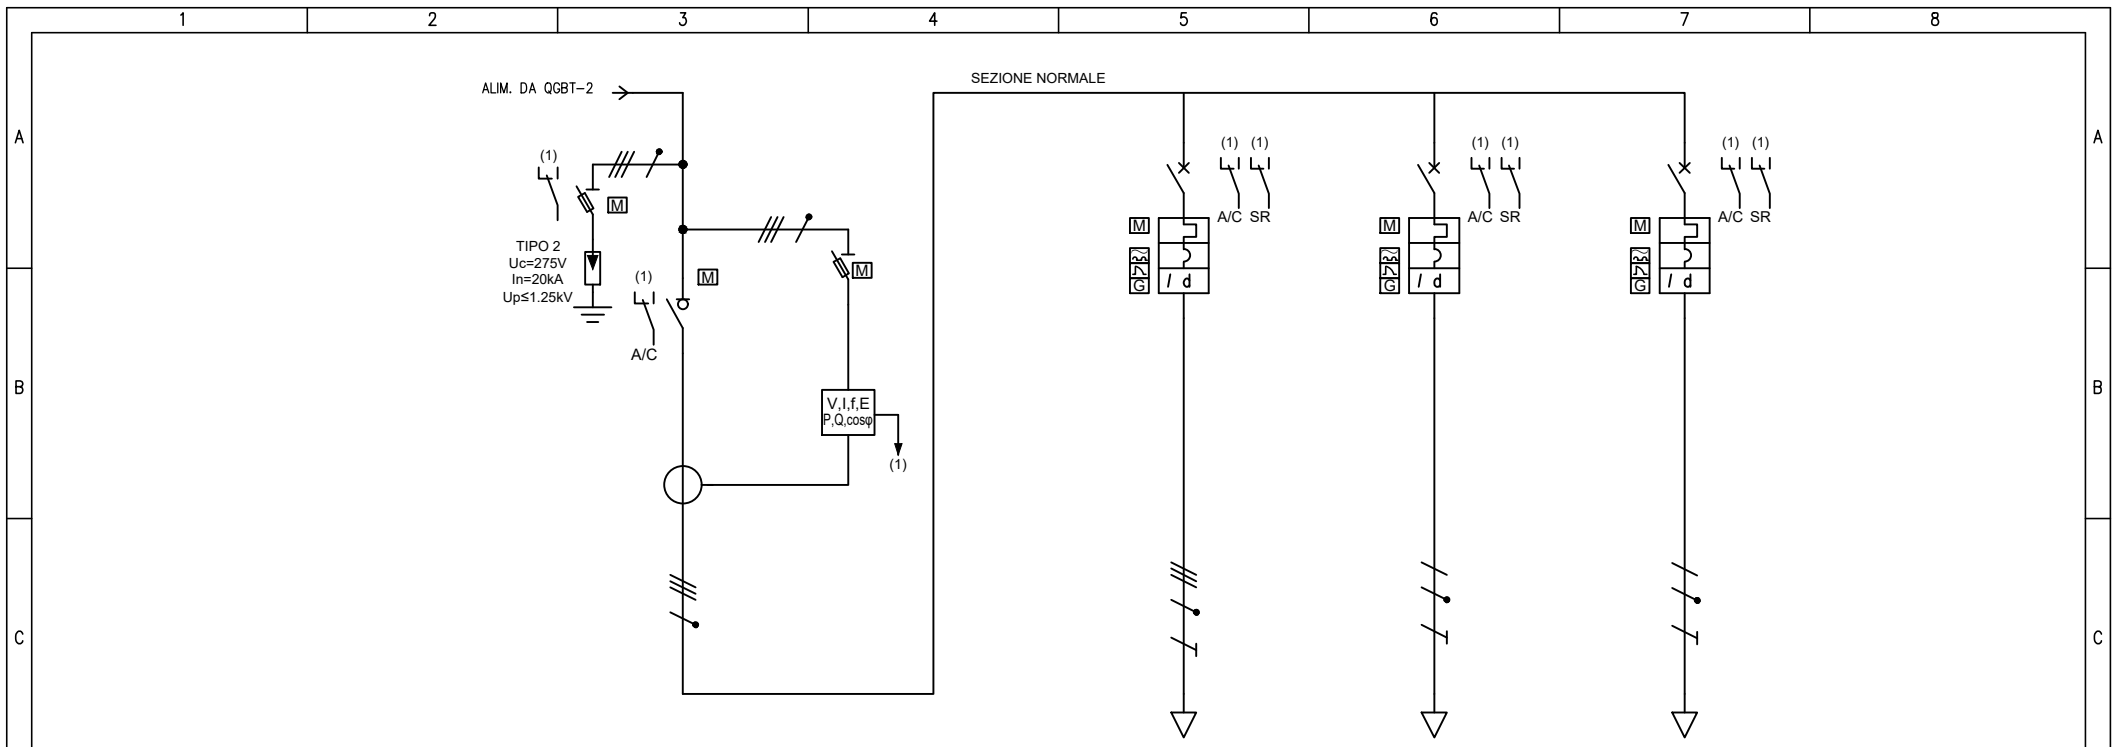 1 2 3 4 5 6 7 8
ALIM. DA QGBT-2
SEZIONE NORMALE
A A
(1) (1) (1) (1) (1) (1) (1)
M
A/C SR A/C SR A/C SR
M M M
TIPO 2
Uc=275V
In=20kA
Up≤1.25kV
(1) M M
I d I d I d
G G G
A/C
B B
V,I,f,E
P,Q,cosφ
(1)
C C